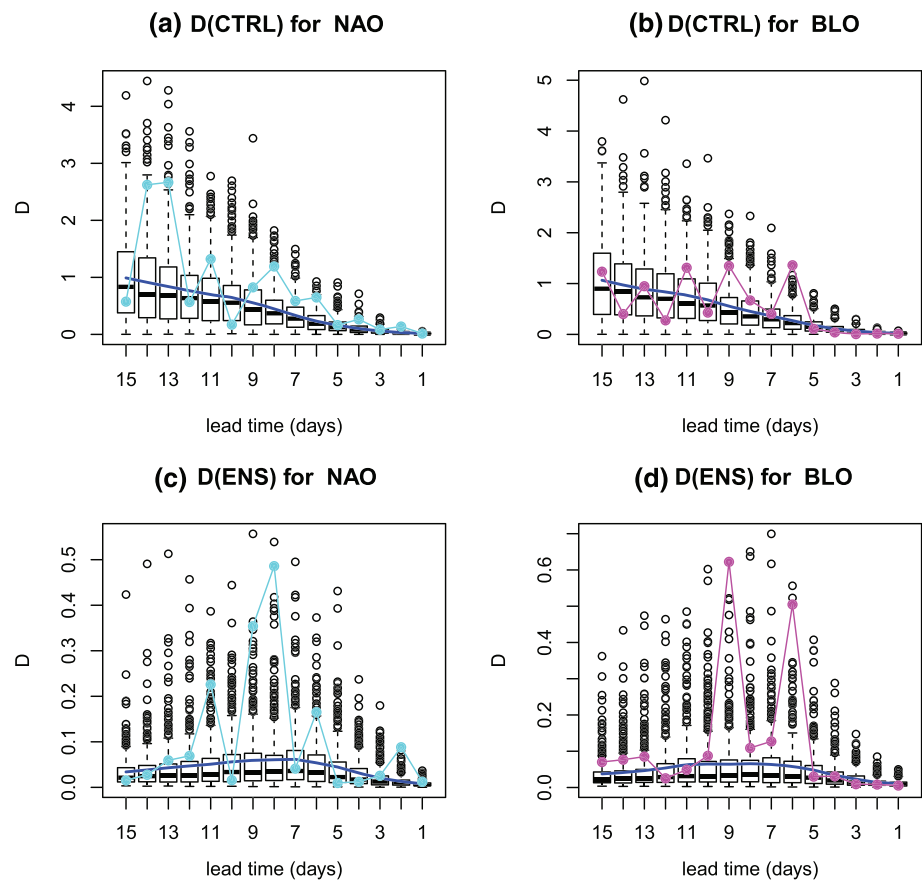 (a) D(CTRL) for NAO
D
4
3
2
1
0
15 13 11 9 7 5 3 1
lead time (days)
(b) D(CTRL) for BLO
D
5
4
3
2
1
0
15 13 11 9 7 5 3 1
lead time (days)
(c) D(ENS) for NAO
D
0.5
0.4
0.3
0.2
0.1
0.0
15 13 11 9 7 5 3 1
lead time (days)
(d) D(ENS) for BLO
D
0.6
0.4
0.2
0.0
15 13 11 9 7 5 3 1
lead time (days)